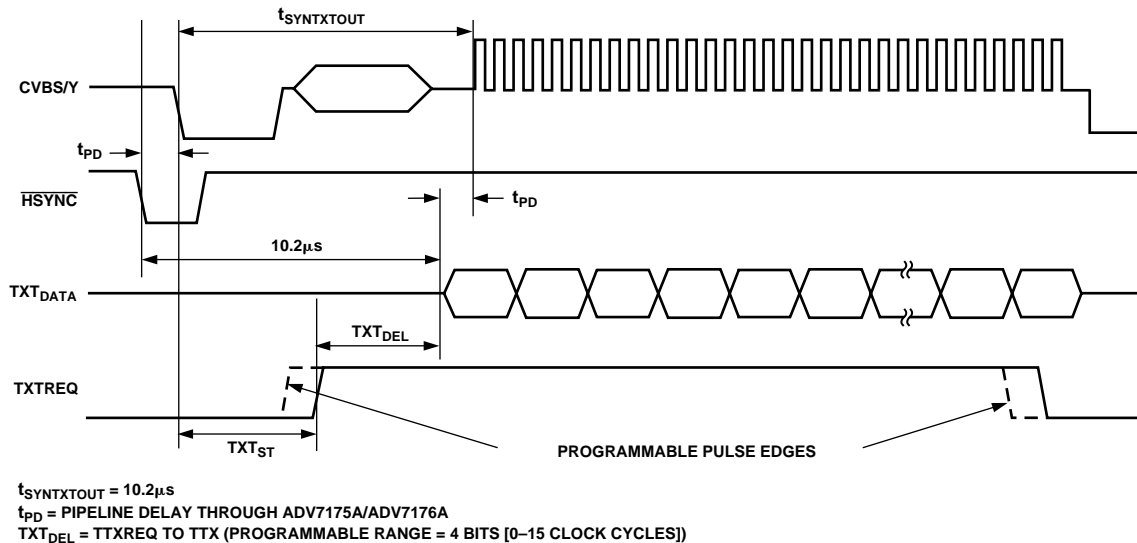 tSYNTXTOUT
CVBS/Y
tPD
HSYNC
tPD
10.2μs
TXTDATA
TXTDEL
TXTREQ
TXTST
PROGRAMMABLE PULSE EDGES
tSYNTXTOUT = 10.2μs
tPD = PIPELINE DELAY THROUGH ADV7175A/ADV7176A
TXTDEL = TTXREQ TO TTX (PROGRAMMABLE RANGE = 4 BITS [0–15 CLOCK CYCLES])